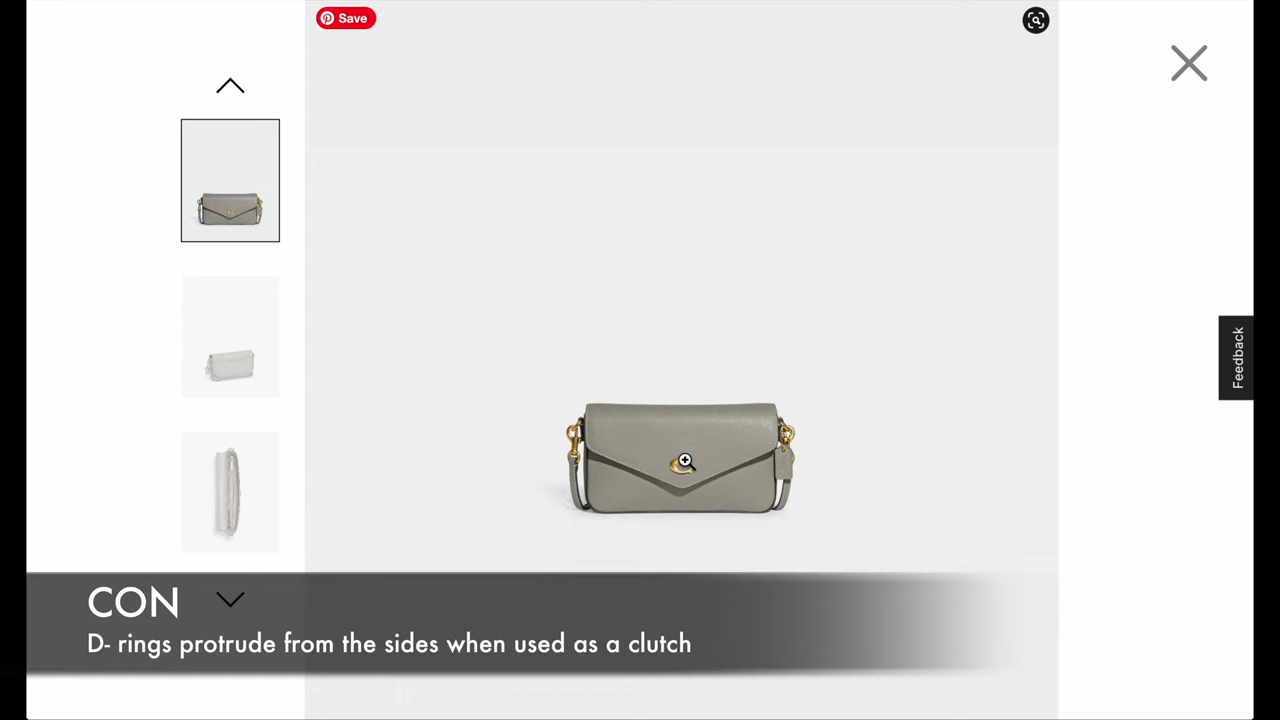 Save
Feedback
CON
D- rings protrude from the sides when used as a clutch